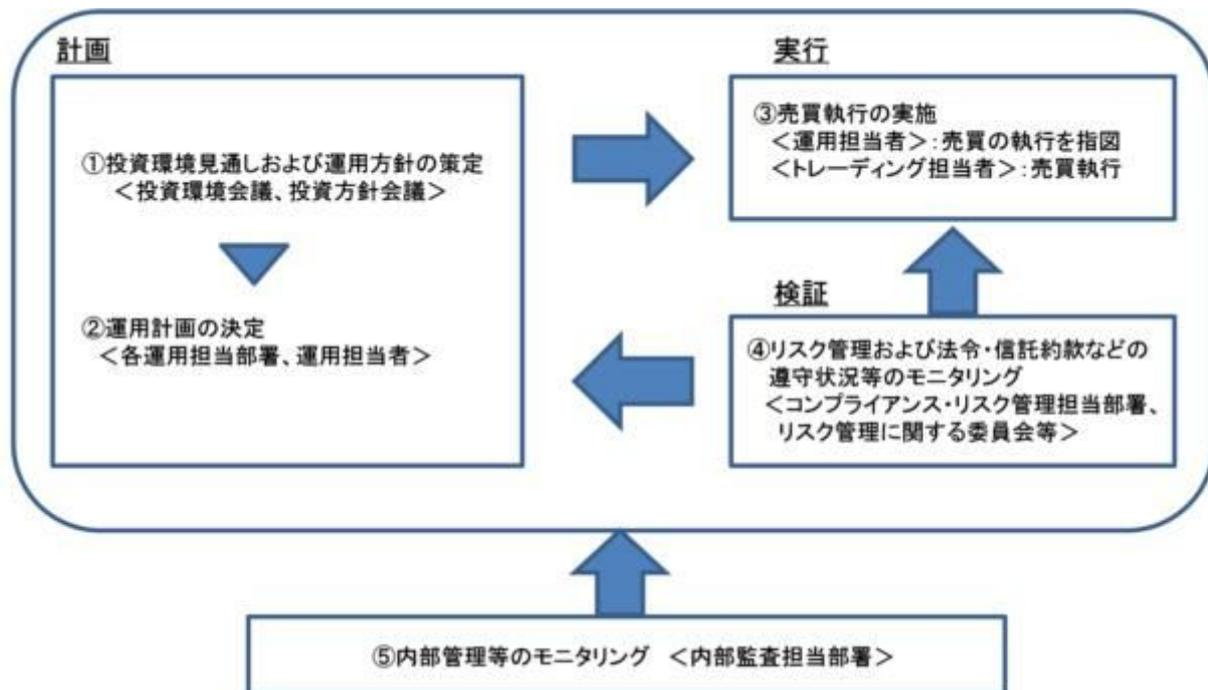 計画
①投資環境見通しおよび運用方針の策定
＜投資環境会議、投資方針会議＞
②運用計画の決定
＜各運用担当部署、運用担当者＞
実行
③売買執行の実施
＜運用担当者＞：売買の執行を指図
＜トレーディング担当者＞：売買執行
検証
④リスク管理および法令・信託約款などの
遵守状況等のモニタリング
＜コンプライアンス・リスク管理担当部署、
リスク管理に関する委員会等＞
⑤内部管理等のモニタリング　＜内部監査担当部署＞